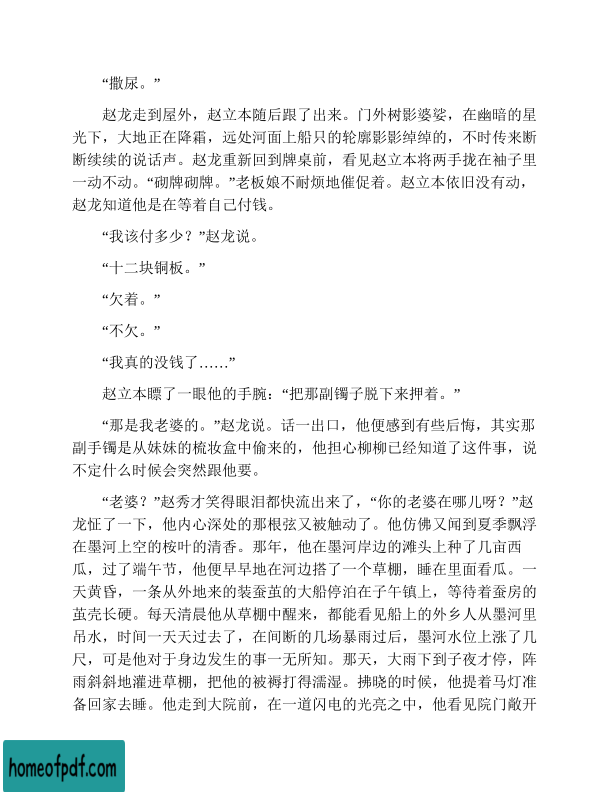 “撒尿。”
赵龙走到屋外，赵立本随后跟了出来。门外树影婆娑，在幽暗的星
光下，大地正在降霜，远处河面上船只的轮廓影影绰绰的，不时传来断
断续续的说话声。赵龙重新回到牌桌前，看见赵立本将两手拢在袖子里
一动不动。“砌牌砌牌。”老板娘不耐烦地催促着。赵立本依旧没有动，
赵龙知道他是在等着自己付钱。
“我该付多少？”赵龙说。
“十二块铜板。”
“欠着。”
“不欠。”
“我真的没钱了……”
赵立本瞟了一眼他的手腕：“把那副镯子脱下来押着。”
“那是我老婆的。”赵龙说。话一出口，他便感到有些后悔，其实那
副手镯是从妹妹的梳妆盒中偷来的，他担心柳柳已经知道了这件事，说
不定什么时候会突然跟他要。
“老婆？”赵秀才笑得眼泪都快流出来了，“你的老婆在哪儿呀？”赵
龙怔了一下，他内心深处的那根弦又被触动了。他仿佛又闻到夏季飘浮
在墨河上空的桉叶的清香。那年，他在墨河岸边的滩头上种了几亩西
瓜，过了端午节，他便早早地在河边搭了一个草棚，睡在里面看瓜。一
天黄昏，一条从外地来的装蚕茧的大船停泊在子午镇上，等待着蚕房的
茧壳长硬。每天清晨他从草棚中醒来，都能看见船上的外乡人从墨河里
吊水，时间一天天过去了，在间断的几场暴雨过后，墨河水位上涨了几
尺，可是他对于身边发生的事一无所知。那天，大雨下到子夜才停，阵
雨斜斜地灌进草棚，把他的被褥打得濡湿。拂晓的时候，他提着马灯准
备回家去睡。他走到大院前，在一道闪电的光亮之中，他看见院门敞开
homeofpdf.com